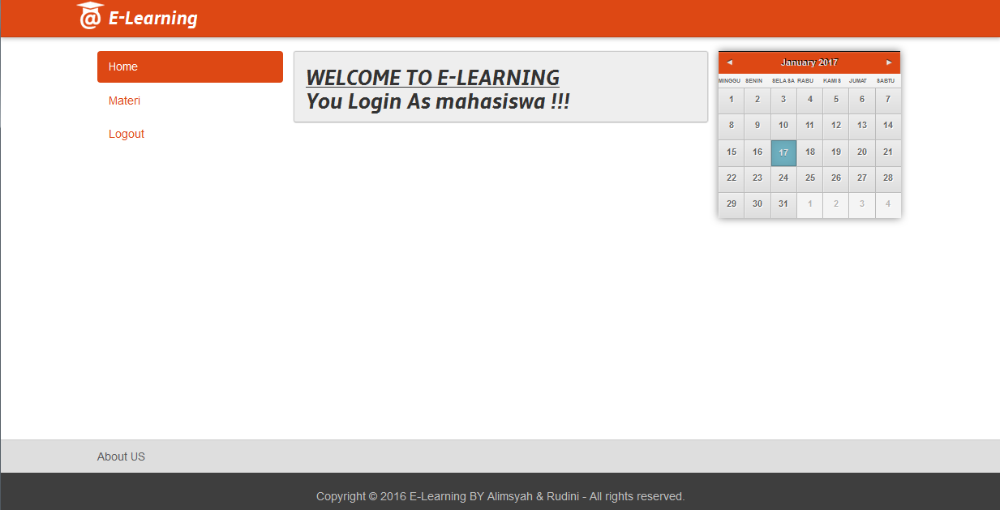 @ E-Learning
Home
Materi
Logout
WELCOME TO E-LEARNING
You Login As mahasiswa !!!
◄ January 2017 ►
MINGGU SENIN SELASA RABU KAMIS JUMAT SABTU
1 2 3 4 5 6 7
8 9 10 11 12 13 14
15 16 17 18 19 20 21
22 23 24 25 26 27 28
29 30 31 1 2 3 4
About US
Copyright © 2016 E-Learning BY Alimsyah & Rudini - All rights reserved.